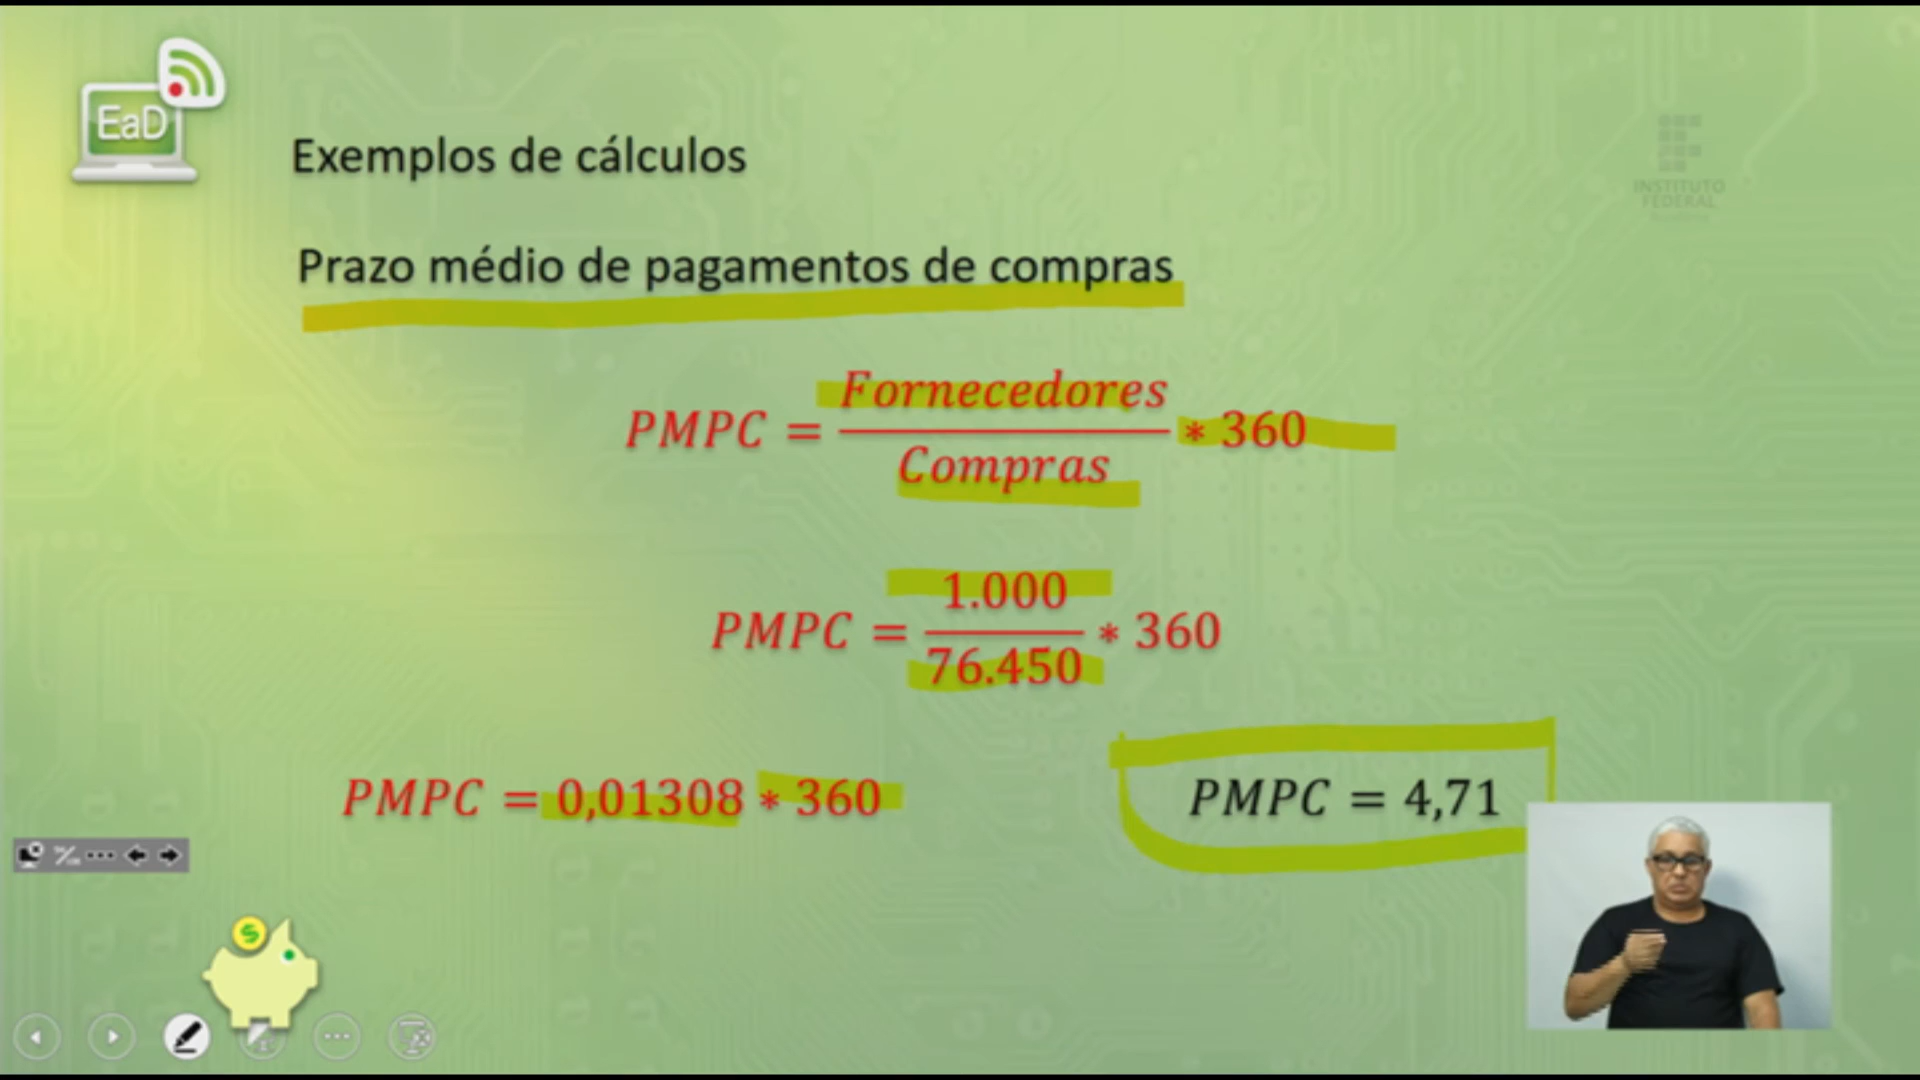 EaD
Exemplos de cálculos
INSTITUTO
FEDERAL
Prazo médio de pagamentos de compras
PMPC = Fornecedores / Compras * 360
PMPC = 1.000 / 76.450 * 360
PMPC = 0,01308 * 360
PMPC = 4,71